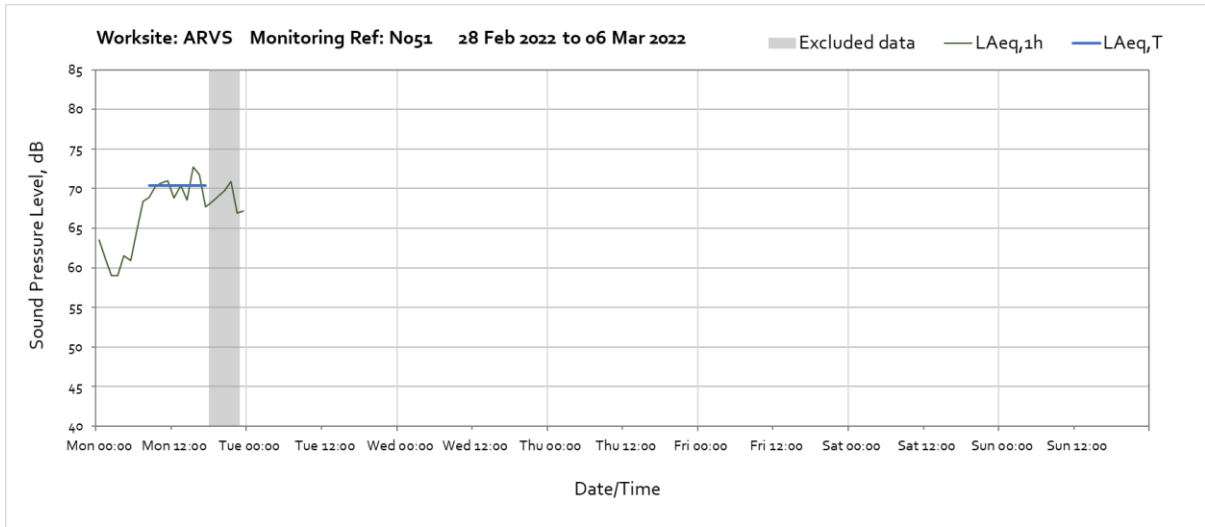 Worksite: ARVS Monitoring Ref: N051 28 Feb 2022 to 06 Mar 2022
Excluded data LAeq,1h LAeq,T
Sound Pressure Level, dB
85
80
75
70
65
60
55
50
45
40
Mon 00:00 Mon 12:00 Tue 00:00 Tue 12:00 Wed 00:00 Wed 12:00 Thu 00:00 Thu 12:00 Fri 00:00 Fri 12:00 Sat 00:00 Sat 12:00 Sun 00:00 Sun 12:00
Date/Time